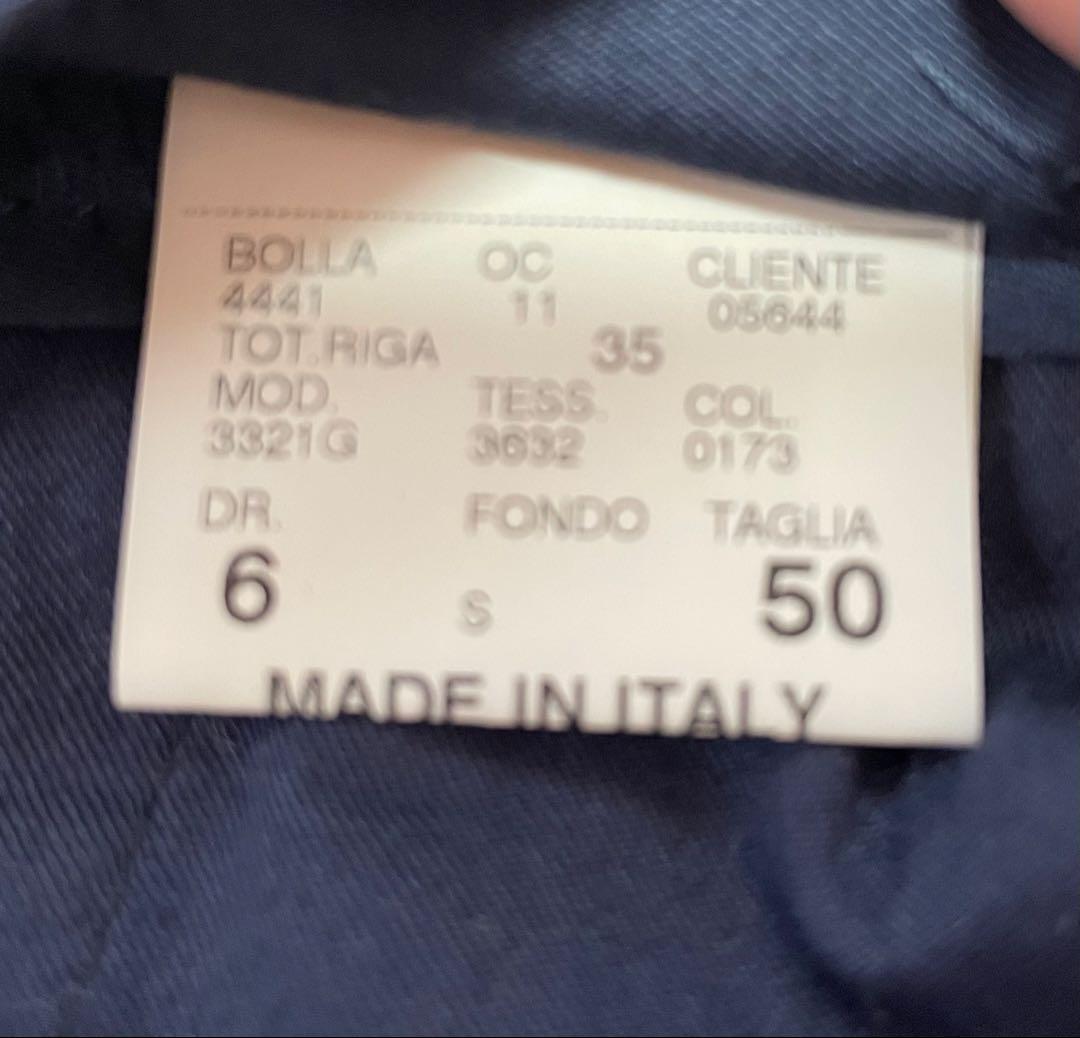 BOLLA OC CLIENTE
4441 11 05644
TOT.RIGA 35
MOD. TESS. COL.
3321G 3632 0173
DR. FONDO TAGLIA
6 S 50
MADE IN ITALY